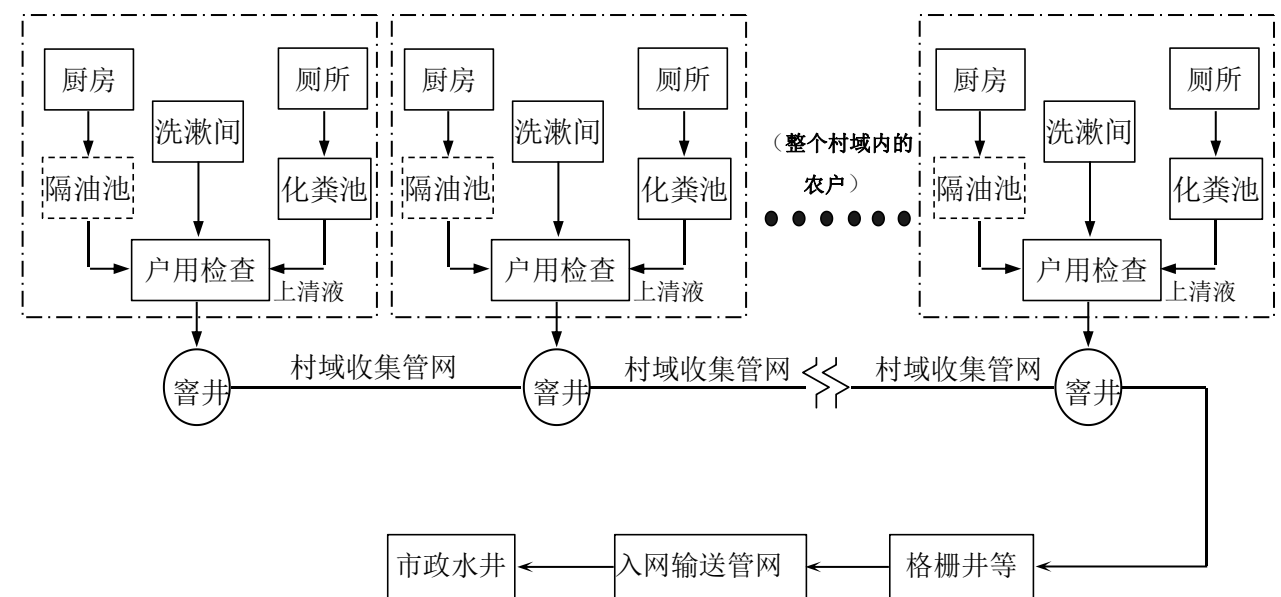 厨房
厕所
洗漱间
隔油池
化粪池
户用检查
上清液
厨房
厕所
洗漱间
隔油池
化粪池
户用检查
上清液
（整个村域内的
农户）
厨房
厕所
洗漱间
隔油池
化粪池
户用检查
上清液
窨井
村域收集管网
窨井
村域收集管网
村域收集管网
窨井
市政水井
入网输送管网
格栅井等